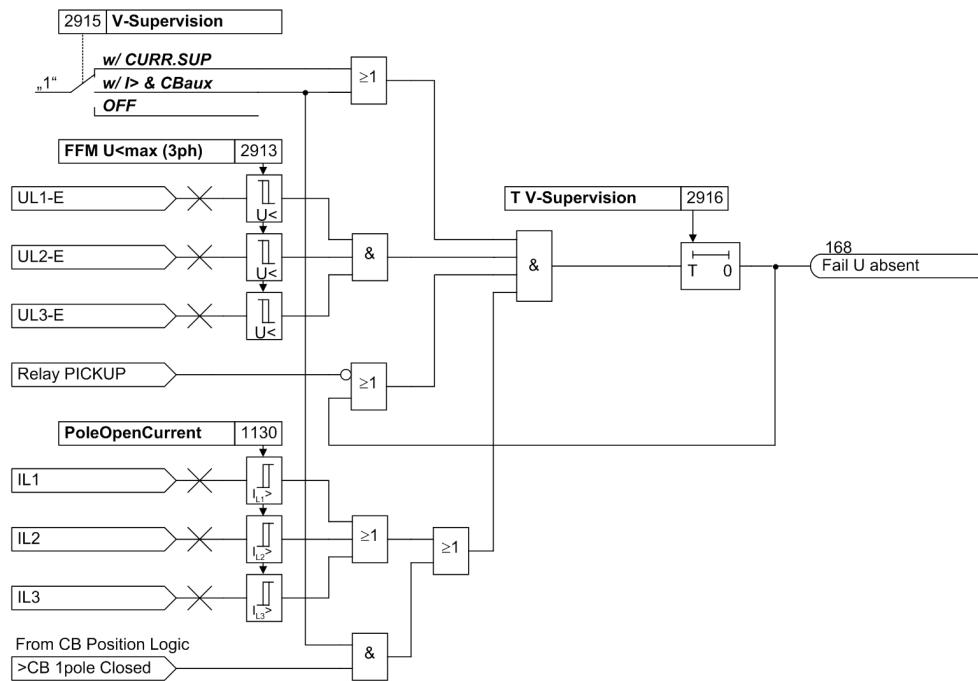 2915 V-Supervision
w/ CURR.SUP
„1“ w/ I> & CBaux
OFF
≥1
FFM U<max (3ph) 2913
UL1-E
U<
UL2-E
U<
UL3-E
U<
&
T V-Supervision 2916
&
T 0
168
Fail U absent
Relay PICKUP
≥1
PoleOpenCurrent 1130
IL1
IL1>
IL2
IL2>
IL3
IL3>
≥1
≥1
From CB Position Logic
>CB 1pole Closed
&